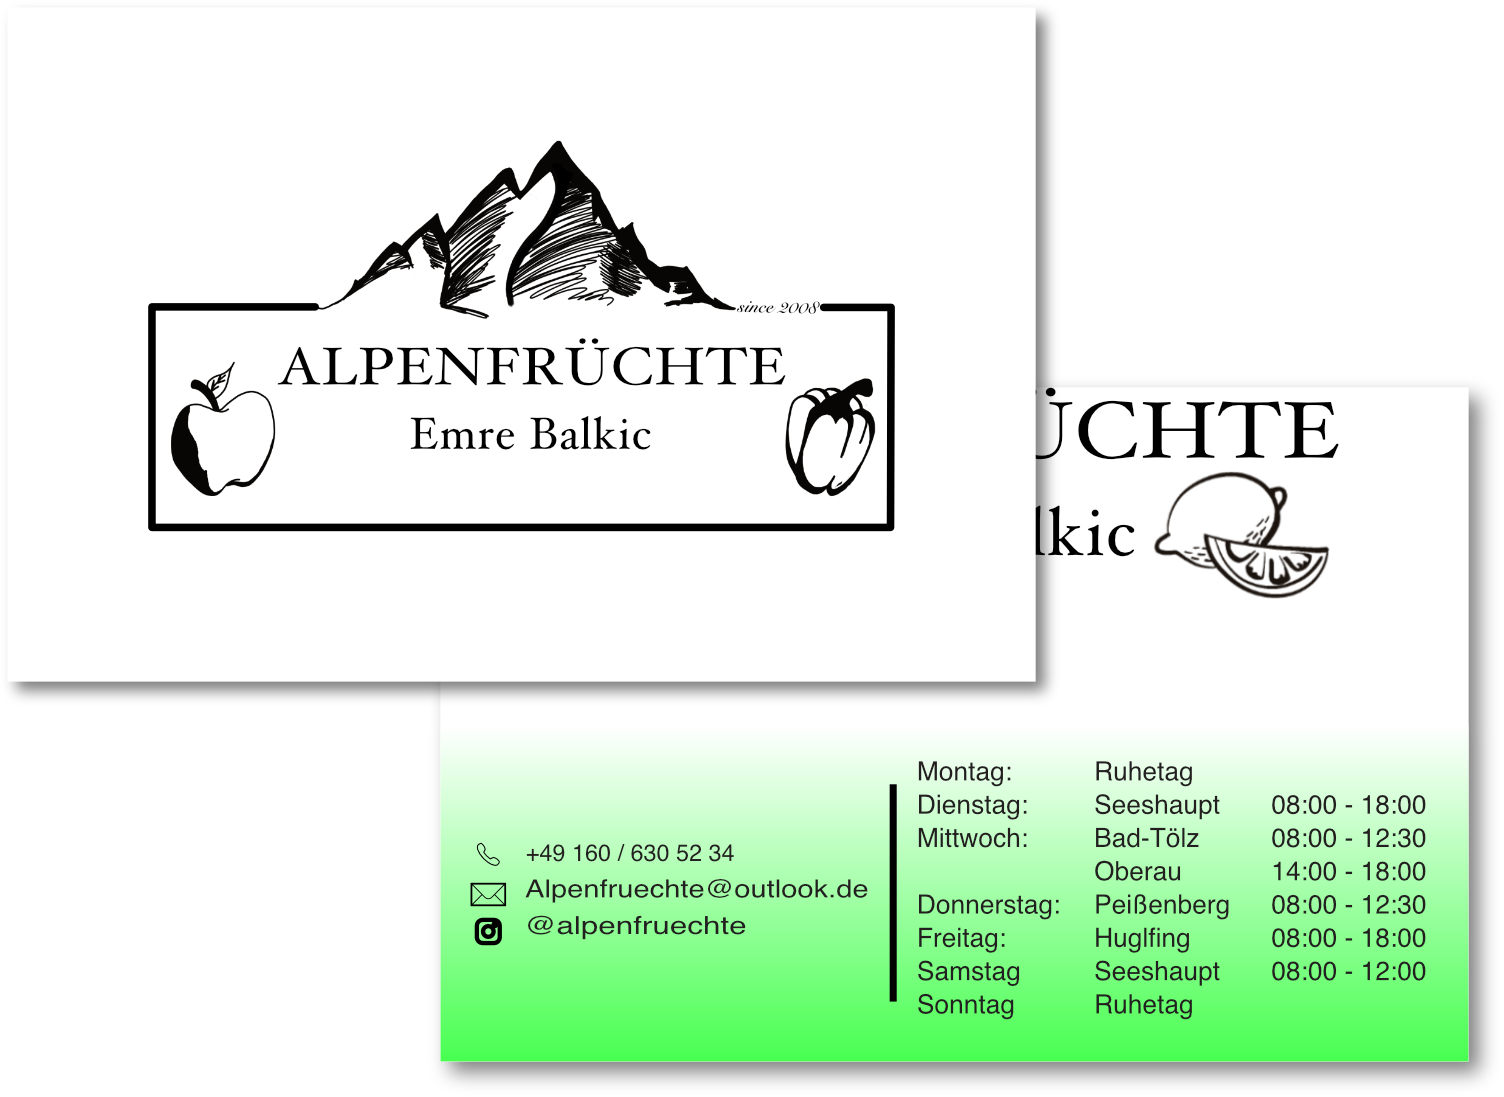 since 2008
ALPENFRÜCHTE
Emre Balkic
ÜCHTE
lkic
+49 160 / 630 52 34
Alpenfruechte@outlook.de
@alpenfruechte
Montag: Ruhetag
Dienstag: Seeshaupt 08:00 - 18:00
Mittwoch: Bad-Tölz 08:00 - 12:30
Oberau 14:00 - 18:00
Donnerstag: Peißenberg 08:00 - 12:30
Freitag: Huglfing 08:00 - 18:00
Samstag Seeshaupt 08:00 - 12:00
Sonntag Ruhetag